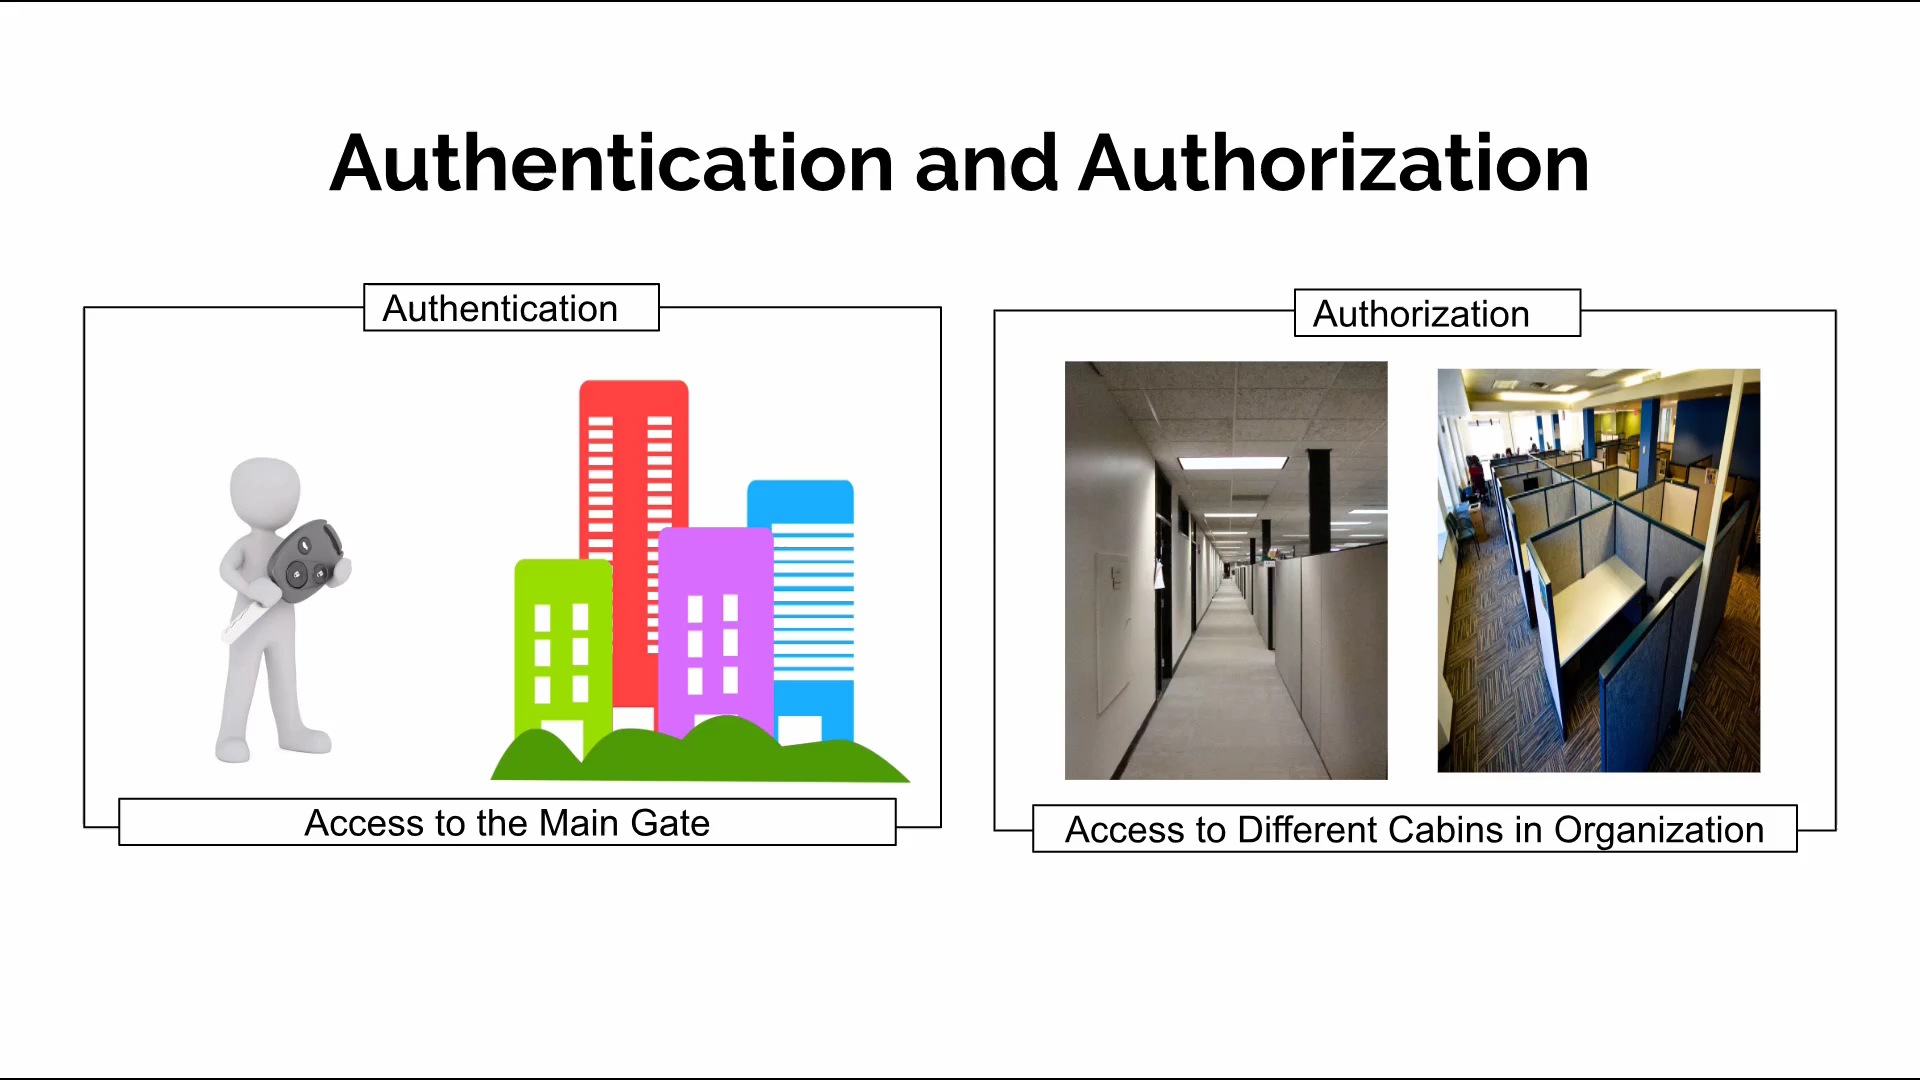 Authentication and Authorization
Authentication
Authorization
Access to the Main Gate
Access to Different Cabins in Organization